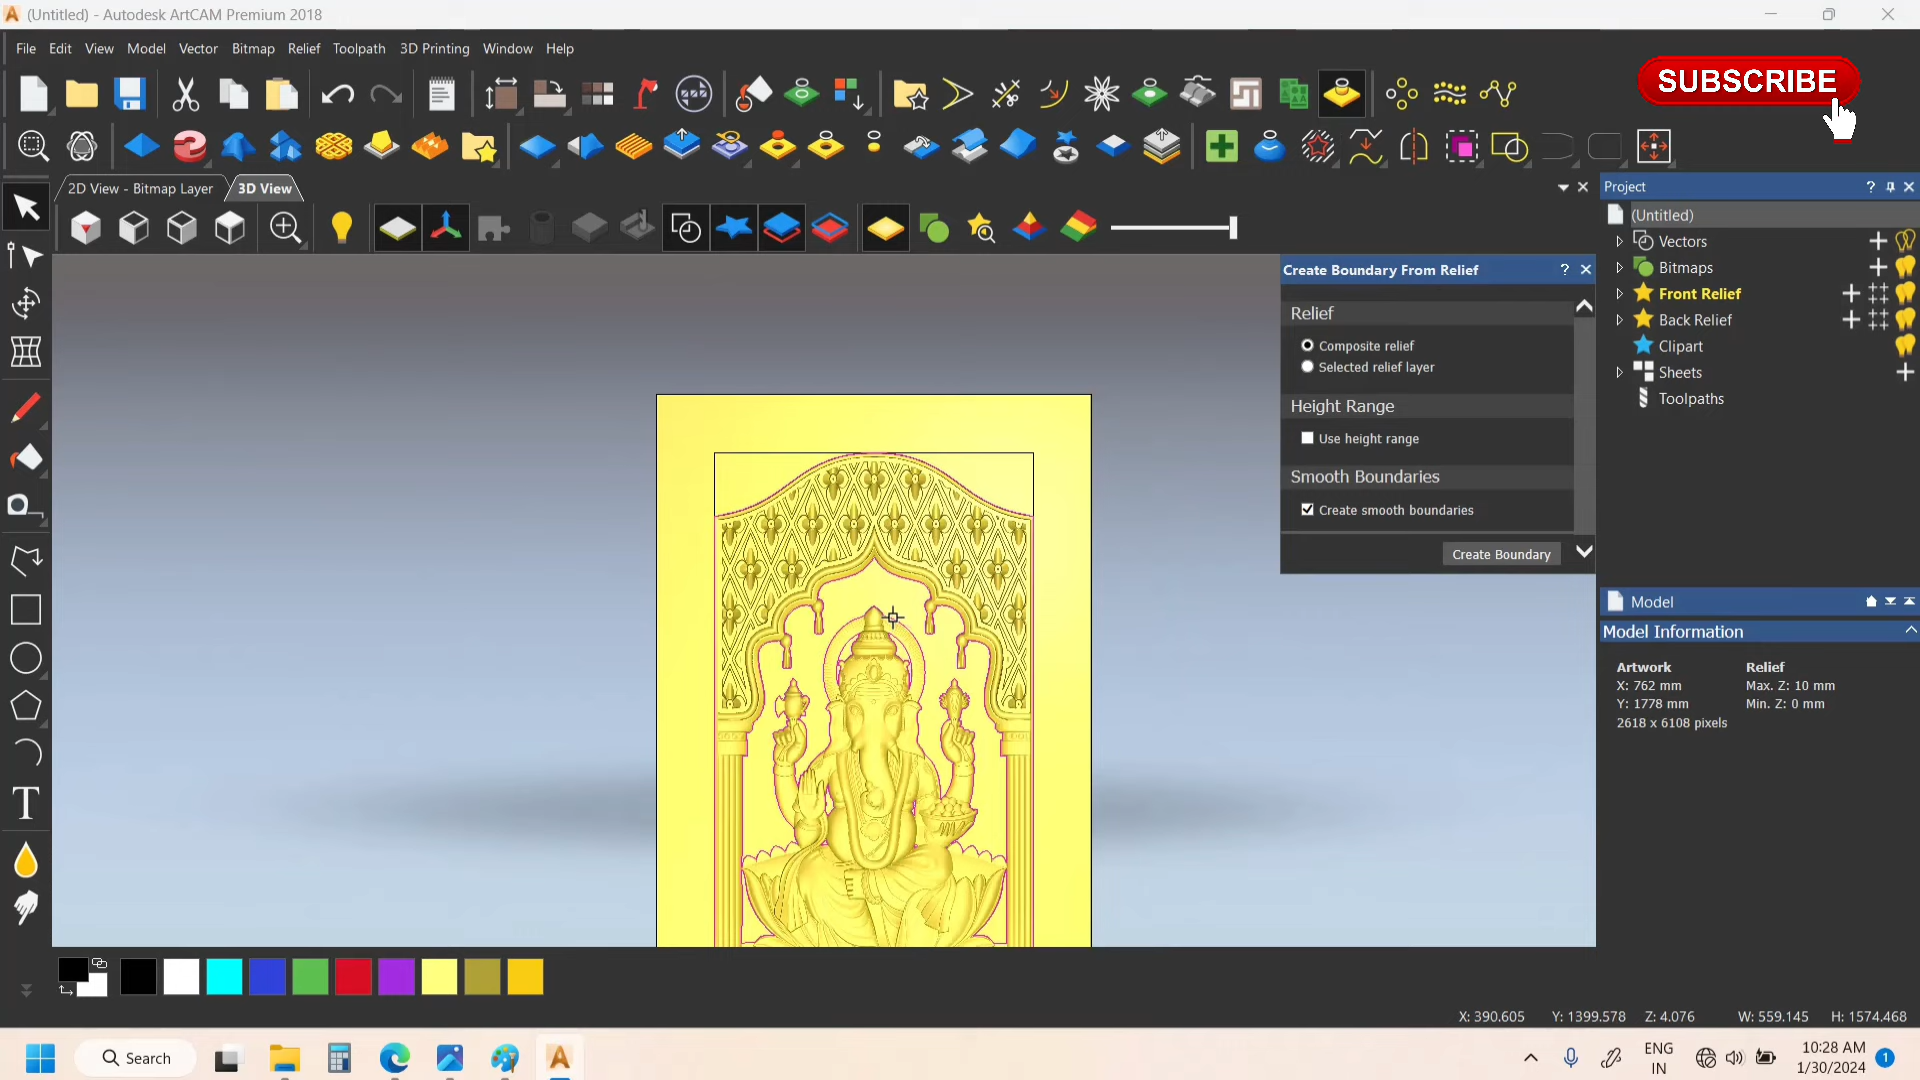 (Untitled) - Autodesk ArtCAM Premium 2018
File Edit View Model Vector Bitmap Relief Toolpath 3D Printing Window Help
SUBSCRIBE
2D View - Bitmap Layer 3D View
Project
(Untitled)
Vectors
Bitmaps
Front Relief
Back Relief
Clipart
Sheets
Toolpaths
Create Boundary From Relief
Relief
Composite relief
Selected relief layer
Height Range
Use height range
Smooth Boundaries
Create smooth boundaries
Create Boundary
Model
Model Information
Artwork Relief
X: 762 mm Max. Z: 10 mm
Y: 1778 mm Min. Z: 0 mm
2618 x 6108 pixels
X: 390.605 Y: 1399.578 Z: 4.076 W: 559.145 H: 1574.468
Search
ENG
IN
10:28 AM
1/30/2024
1